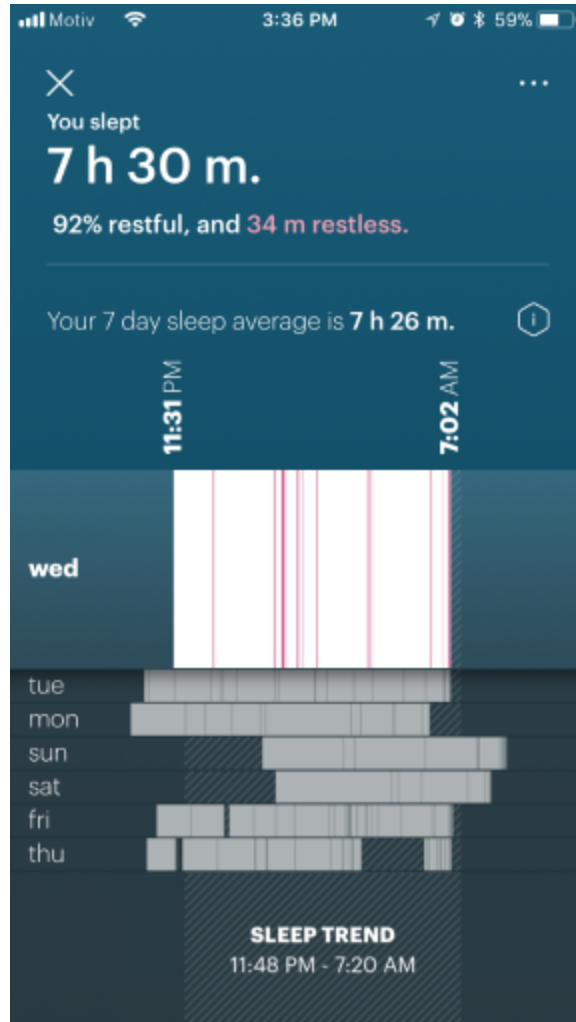 Motiv 3:36 PM 59%
You slept
7 h 30 m.
92% restful, and 34 m restless.
Your 7 day sleep average is 7 h 26 m.
11:31 PM
7:02 AM
wed
tue
mon
sun
sat
fri
thu
SLEEP TREND
11:48 PM - 7:20 AM